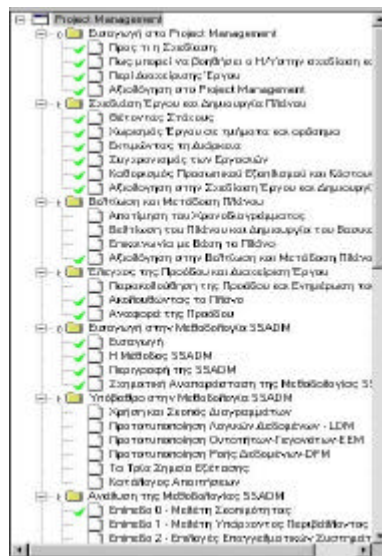 Project Management
Εισαγωγή στο Project Management
Προς τι η Σχεδίαση
Πως μπορεί να βοηθήσει ο Η/Υ στην σχεδίαση
Περί Διαχείρισης Έργου
Αξιολόγηση στο Project Management
Σχεδίαση Έργου και Δημιουργία Πλάνου
Θέτοντας Στόχους
Χωρισμός Έργου σε τμήματα και ορόσημα
Εκτιμώντας τη Διάρκεια
Συγχρονισμός των Εργασιών
Καθορισμός Προσωπικού Εξοπλισμού και Κόστου
Αξιολόγηση στην Σχεδίαση Έργου και Δημιουργί
Βελτίωση και Μετάδοση Πλάνου
Αποτίμηση του Χρονοδιαγράμματος
Βελτίωση του Πλάνου και Δημιουργία του Βασικο
Επικοινωνία με Βάση το Πλάνο
Αξιολόγηση στην Βελτίωση και Μετάδοση Πλάνο
Έλεγχος της Προόδου και Διαχείριση Έργου
Παρακολούθηση της Προόδου και Ενημέρωση του
Ακολουθώντας το Πλάνο
Αναφορά της Προόδου
Εισαγωγή στην Μεθοδολογία SSADM
Εισαγωγή
Η Μέθοδος SSADM
Περιγραφή της SSADM
Σχηματική Αναπαράσταση της Μεθοδολογίας SS
Υπόβαθρο στην Μεθοδολογία SSADM
Χρήση και Σκοπός Διαγραμμάτων
Προτυποποίηση Λογικών Δεδομένων - LDM
Προτυποποίηση Οντοτήτων-Γεγονότων-EEM
Προτυποποίηση Ροής Δεδομένων-DFM
Τα Τρία Σημεία Εξέτασης
Κατάλογος Απαιτήσεων
Ανάλυση της Μεθοδολογίας SSADM
Επίπεδο 0 - Μελέτη Σκοπιμότητας
Επίπεδο 1 - Μελέτη Υπάρχοντος Περιβάλλοντος
Επίπεδο 2 - Επιλογές Επαγγελματικών Συστημάτ